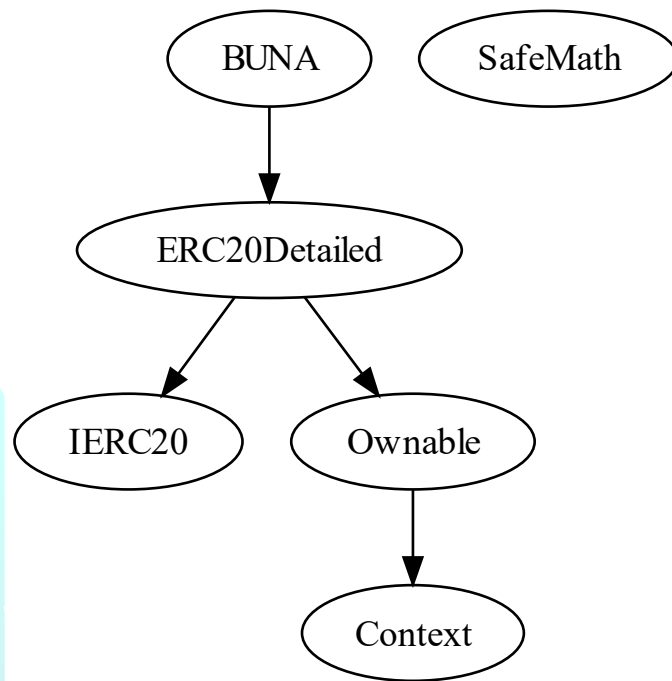 BUNA
SafeMath
ERC20Detailed
IERC20
Ownable
Context